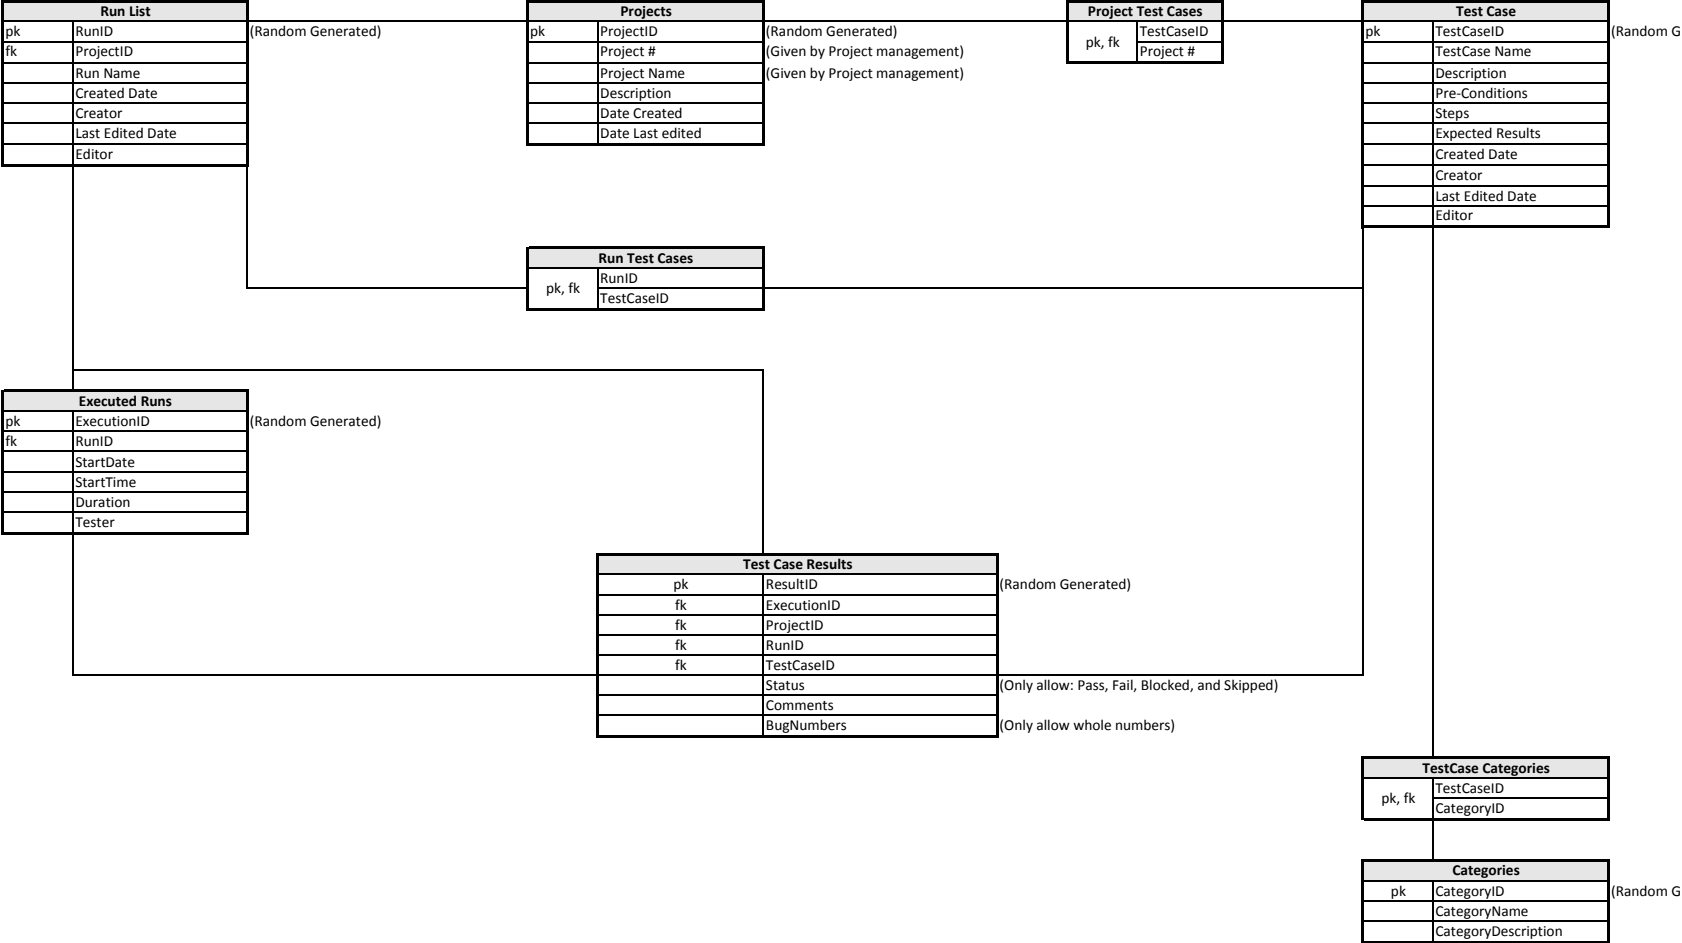 Run List
pk RunID (Random Generated)
fk ProjectID
Run Name
Created Date
Creator
Last Edited Date
Editor
Projects
pk ProjectID (Random Generated)
Project # (Given by Project management)
Project Name (Given by Project management)
Description
Date Created
Date Last edited
Project Test Cases
pk, fk
TestCaseID
Project #
Test Case
pk TestCaseID (Random G
TestCase Name
Description
Pre-Conditions
Steps
Expected Results
Created Date
Creator
Last Edited Date
Editor
Run Test Cases
pk, fk
RunID
TestCaseID
Executed Runs
pk ExecutionID (Random Generated)
fk RunID
StartDate
StartTime
Duration
Tester
Test Case Results
pk ResultID (Random Generated)
fk ExecutionID
fk ProjectID
fk RunID
fk TestCaseID
Status (Only allow: Pass, Fail, Blocked, and Skipped)
Comments
BugNumbers (Only allow whole numbers)
TestCase Categories
pk, fk
TestCaseID
CategoryID
Categories
pk CategoryID (Random G
CategoryName
CategoryDescription